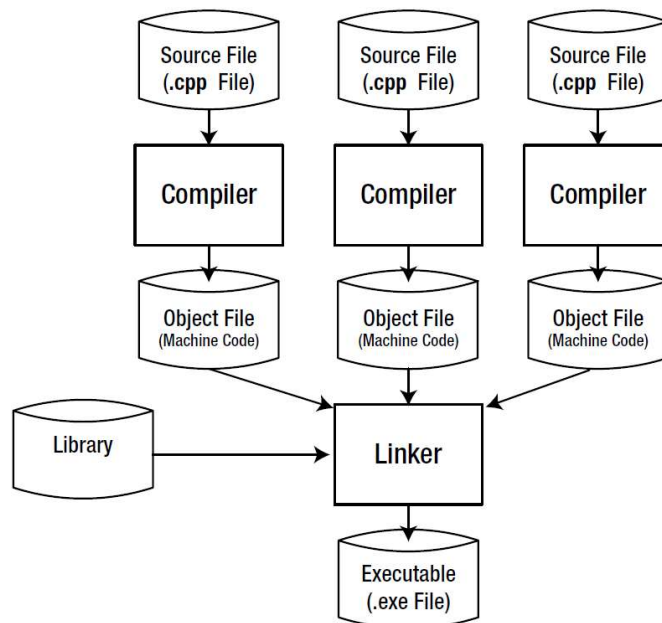 Source File
(.cpp File)
Source File
(.cpp File)
Source File
(.cpp File)
Compiler
Compiler
Compiler
Object File
(Machine Code)
Object File
(Machine Code)
Object File
(Machine Code)
Library
Linker
Executable
(.exe File)